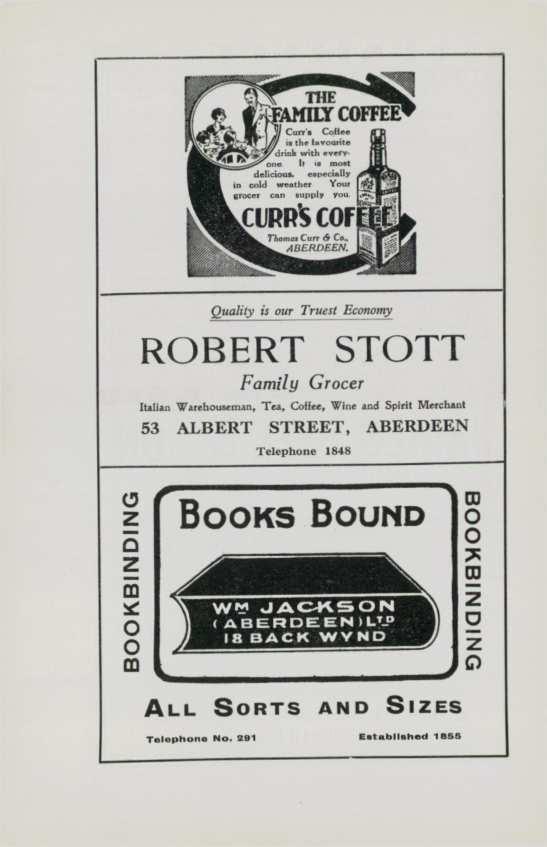 THE
FAMILY COFFEE
Curr's Coffee
is the favourite
drink with every-
one. It is most
delicious, especially
in cold weather Your
grocer can supply you.
CURR'S COFFEE
Thomas Curr & Co.,
ABERDEEN.
Quality is our Truest Economy
ROBERT STOTT
Family Grocer
Italian Warehouseman, Tea, Coffee, Wine and Spirit Merchant
53 ALBERT STREET, ABERDEEN
Telephone 1848
BOOKBINDING
BOOKS BOUND
WM JACKSON
(ABERDEEN) LTD
18 BACK WYND
BOOKBINDING
ALL SORTS AND SIZES
Telephone No. 291 Established 1855